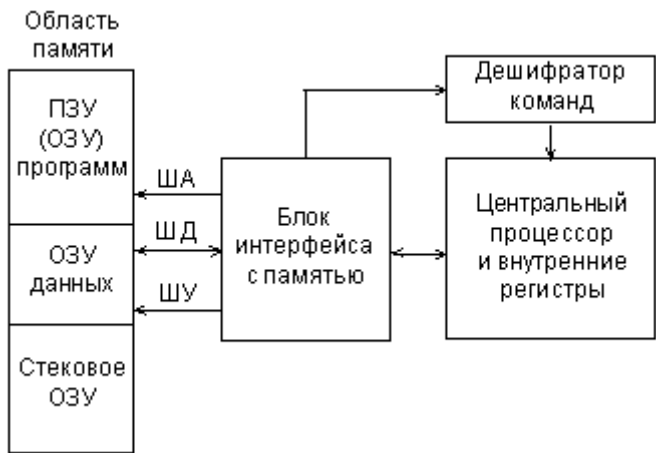 Область
памяти
ПЗУ
(ОЗУ)
программ
ОЗУ
данных
Стековое
ОЗУ
ША
ШД
ШУ
Блок
интерфейса
с памятью
Дешифратор
команд
Центральный
процессор
и внутренние
регистры